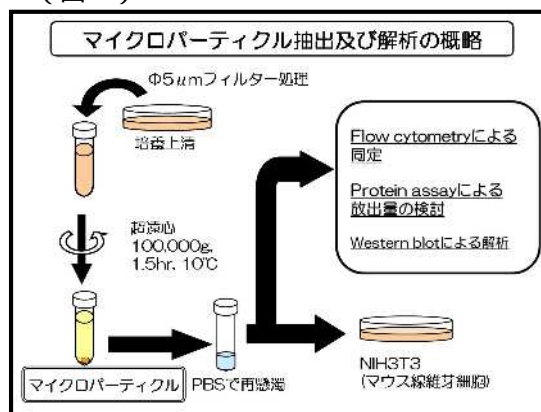 マイクロパーティクル抽出及び解析の概略
Φ5μmフィルター処理
培養上清
超遠心
100,000g,
1.5hr, 10℃
マイクロパーティクル
PBSで再懸濁
Flow cytometryによる
同定
Protein assayによる
放出量の検討
Western blotによる解析
NIH3T3
(マウス線維芽細胞)